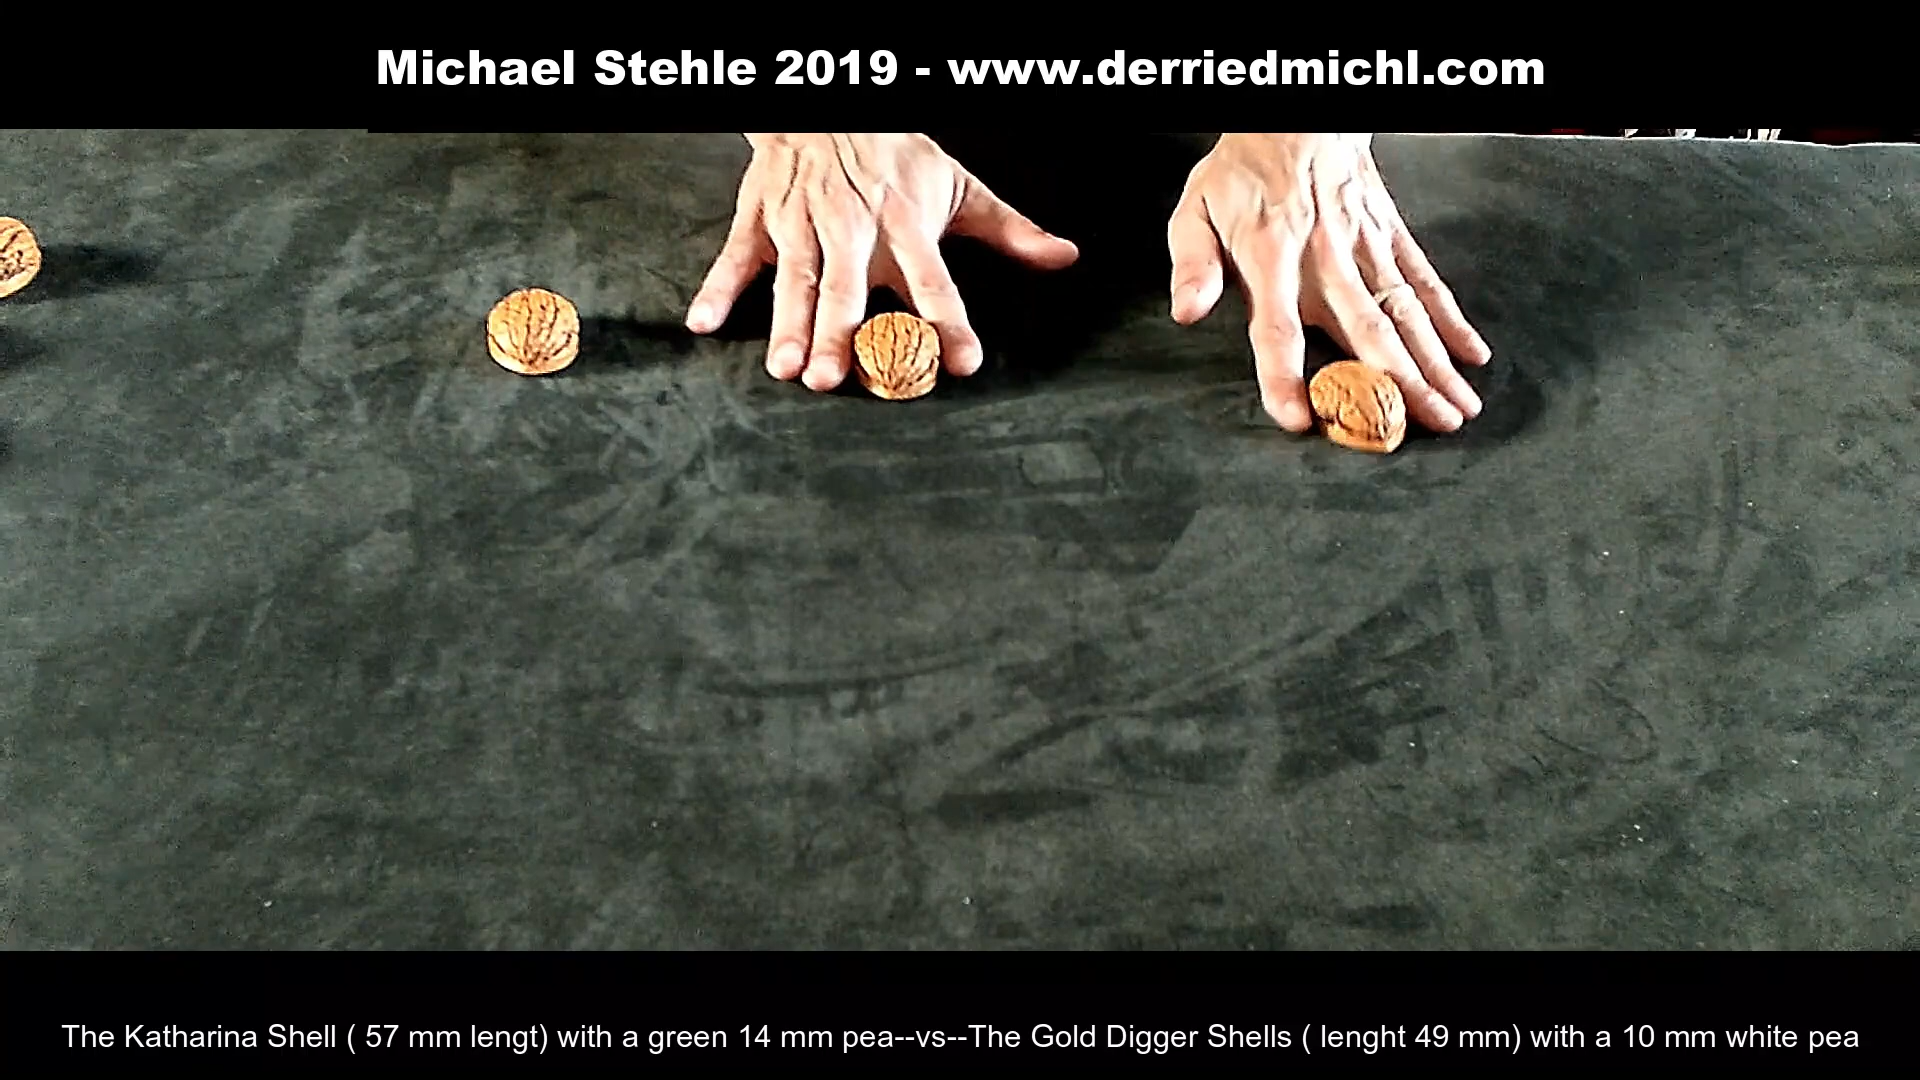 Michael Stehle 2019 - www.derriedmichl.com
The Katharina Shell ( 57 mm lengt) with a green 14 mm pea--vs--The Gold Digger Shells ( lenght 49 mm) with a 10 mm white pea